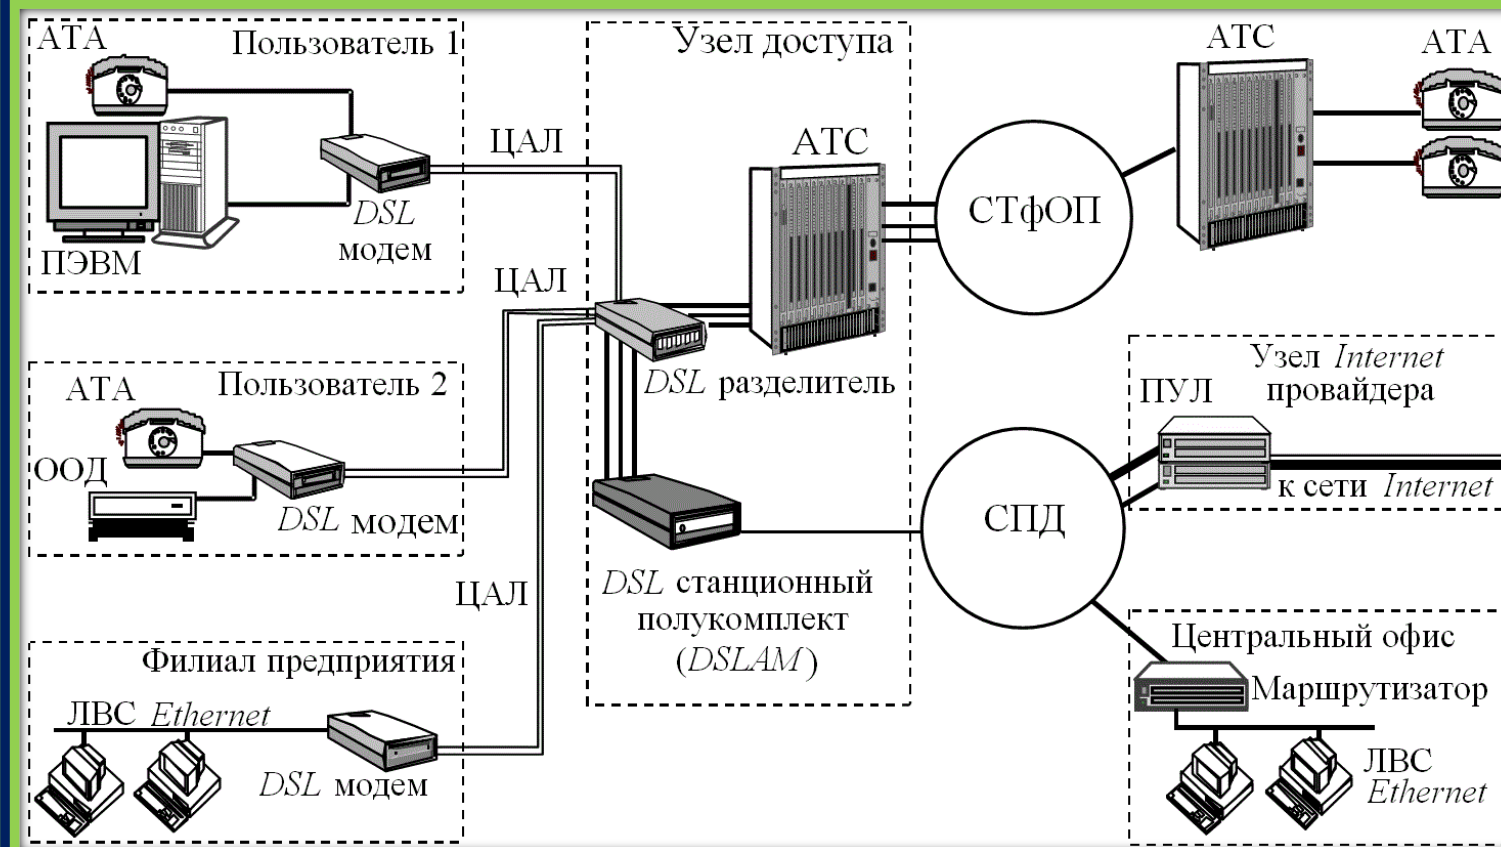 АТА
Пользователь 1
DSL
модем
ПЭВМ
ЦАЛ
ЦАЛ
АТА
Пользователь 2
ООД
DSL модем
ЦАЛ
Филиал предприятия
ЛВС Ethernet
DSL модем
Узел доступа
АТС
DSL разделитель
DSL станционный
полукомплект
(DSLAM)
СТфОП
АТС
АТА
СПД
Узел Internet
провайдера
ПУЛ
к сети Internet
Центральный офис
Маршрутизатор
ЛВС
Ethernet